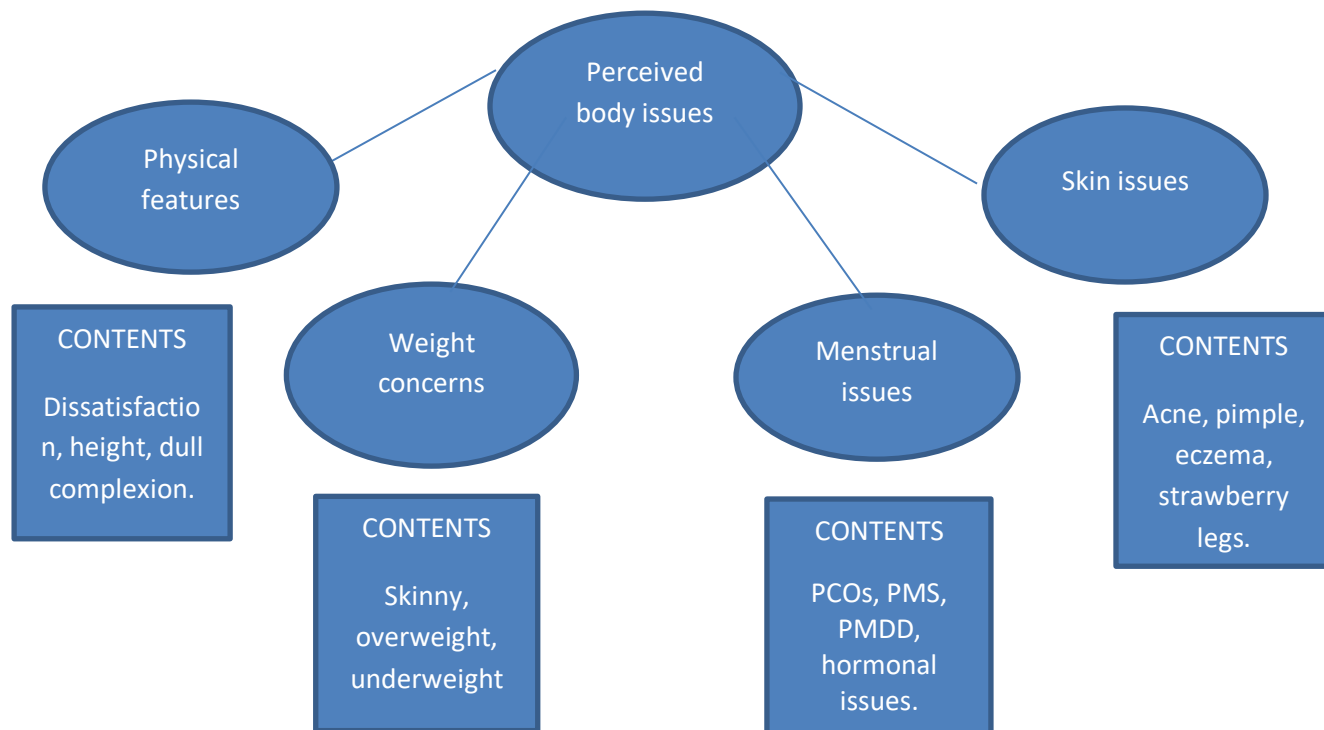 Perceived
body issues
Physical
features
Skin issues
Weight
concerns
Menstrual
issues
CONTENTS
Dissatisfactio
n, height, dull
complexion.
CONTENTS
Skinny,
overweight,
underweight
CONTENTS
PCOs, PMS,
PMDD,
hormonal
issues.
CONTENTS
Acne, pimple,
eczema,
strawberry
legs.